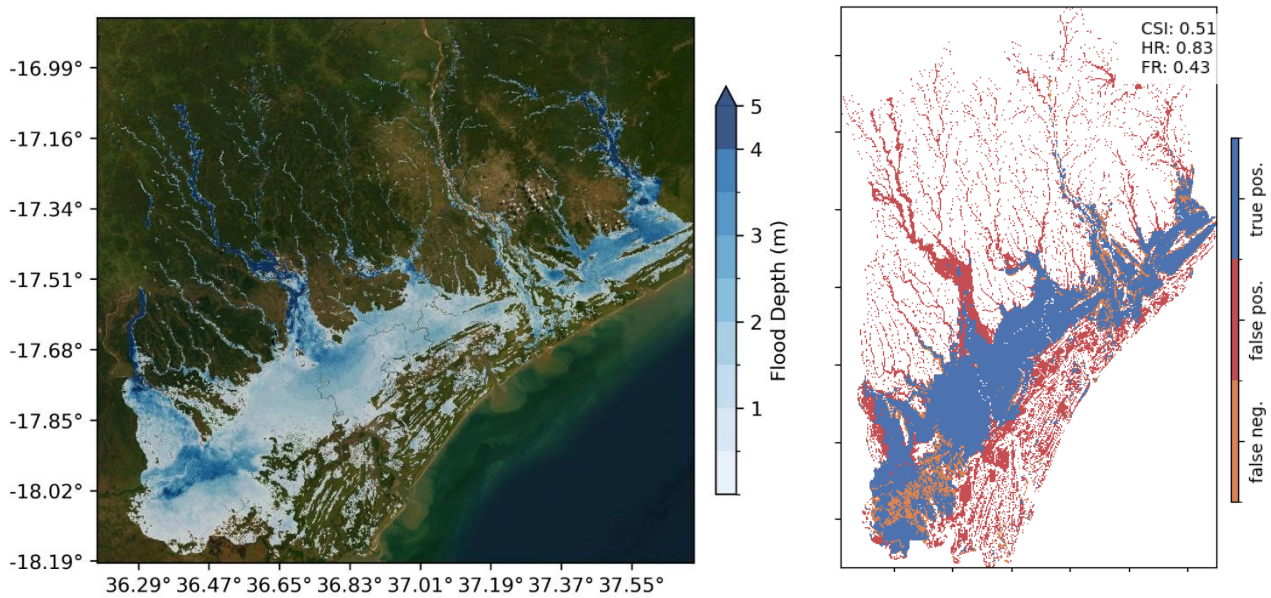 -16.99°
-17.16°
-17.34°
-17.51°
-17.68°
-17.85°
-18.02°
-18.19°
36.29° 36.47° 36.65° 36.83° 37.01° 37.19° 37.37° 37.55°
5
4
3
2
1
Flood Depth (m)
CSI: 0.51
HR: 0.83
FR: 0.43
true pos.
false pos.
false neg.